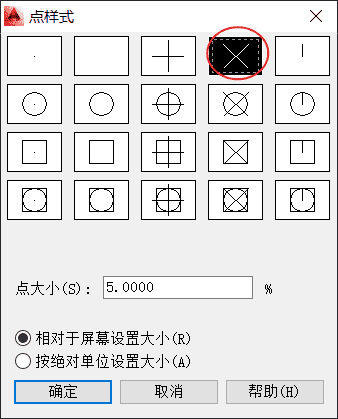 点样式
点大小(S): 5.0000 %
相对于屏幕设置大小(R)
按绝对单位设置大小(A)
确定 取消 帮助(H)